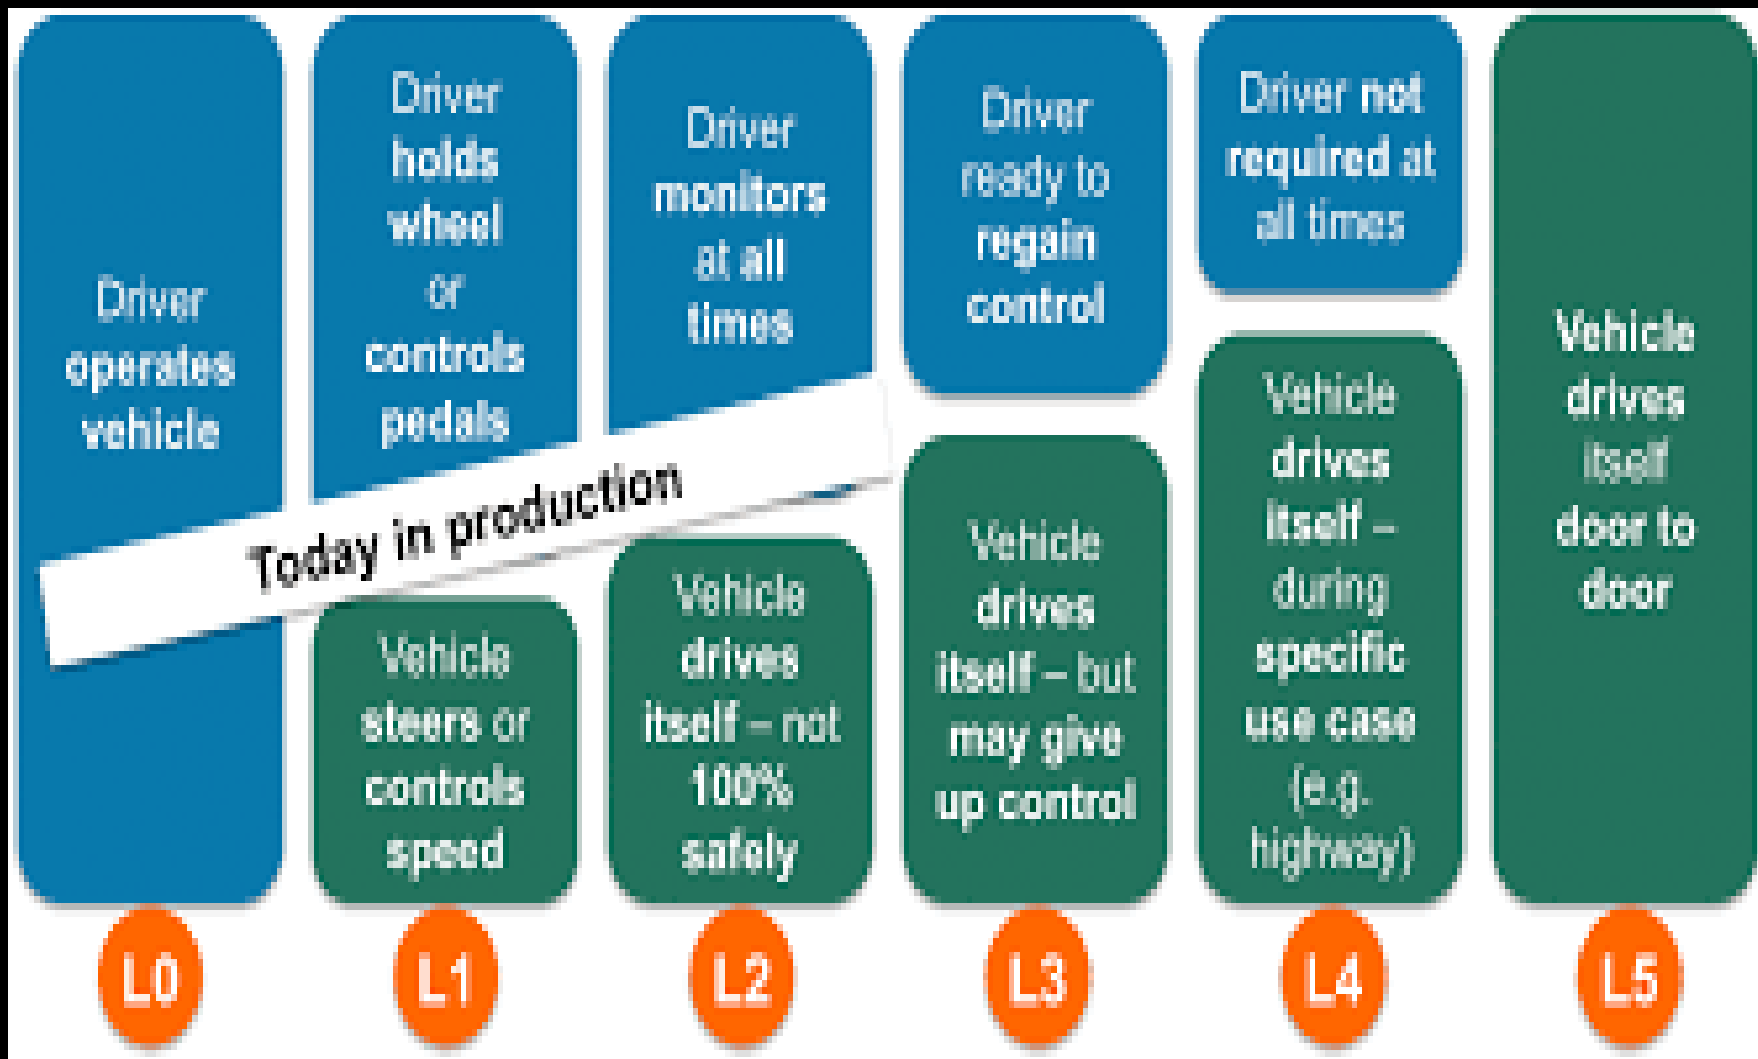 Driver
operates
vehicle
Driver
holds
wheel
or
controls
pedals
Driver
monitors
at all
times
Driver
ready to
regain
control
Driver not
required at
all times
Vehicle
drives
itself
door to
door
Today in production
Vehicle
steers or
controls
speed
Vehicle
drives
itself – not
100%
safely
Vehicle
drives
itself – but
may give
up control
Vehicle
drives
itself –
during
specific
use case
(e.g.
highway)
L0
L1
L2
L3
L4
L5